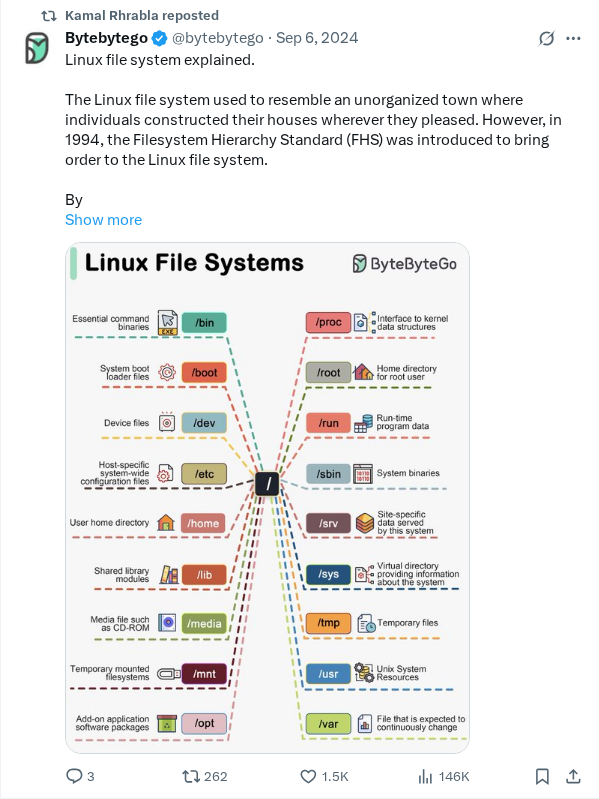 Kamal Rhrabla reposted
Bytebytego @bytebytego · Sep 6, 2024
Linux file system explained.
The Linux file system used to resemble an unorganized town where
individuals constructed their houses wherever they pleased. However, in
1994, the Filesystem Hierarchy Standard (FHS) was introduced to bring
order to the Linux file system.
By
Show more
Linux File Systems
ByteByteGo
Essential command
binaries
EXE
/bin
System boot
loader files
/boot
Device files
/dev
Host-specific
system-wide
configuration files
/etc
User home directory
/home
Shared library
modules
/lib
Media file such
as CD-ROM
/media
Temporary mounted
filesystems
/mnt
Add-on application
software packages
/opt
/
/proc
Interface to kernel
data structures
/root
Home directory
for root user
/run
Run-time
program data
/sbin
System binaries
/srv
Site-specific
data served
by this system
/sys
Virtual directory
providing information
about the system
/tmp
Temporary files
/usr
Unix System
Resources
/var
File that is expected to
continuously change
3
262
1.5K
146K